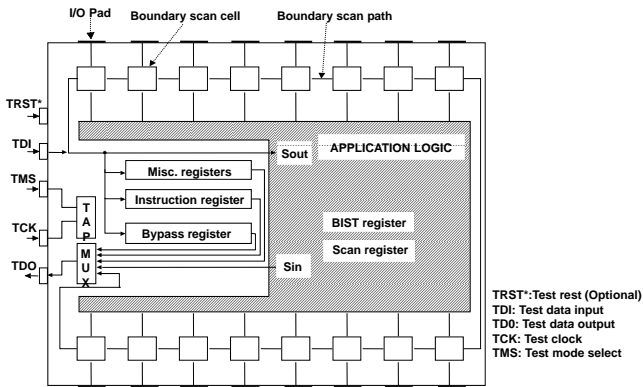 I/O Pad
Boundary scan cell
Boundary scan path
TRST*
TDI
TMS
TCK
TDO
Sout
APPLICATION LOGIC
Misc. registers
Instruction register
Bypass register
TAP
MUX
BIST register
Scan register
Sin
TRST*:Test rest (Optional)
TDI: Test data input
TD0: Test data output
TCK: Test clock
TMS: Test mode select